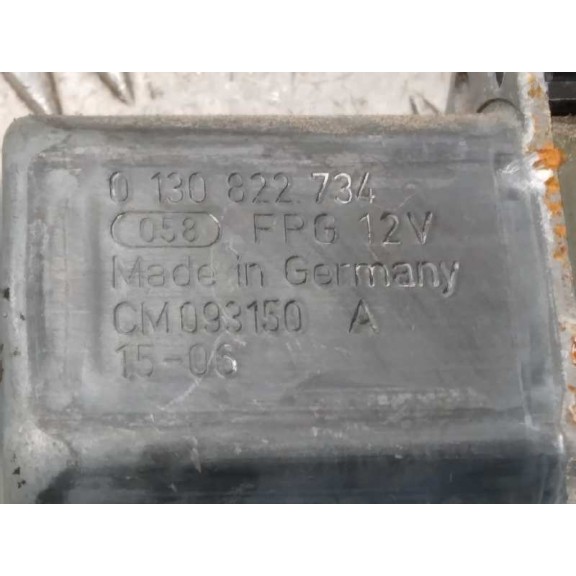 0 130 822 734
058 FPG 12V
Made in Germany
CM093150 A
15-06